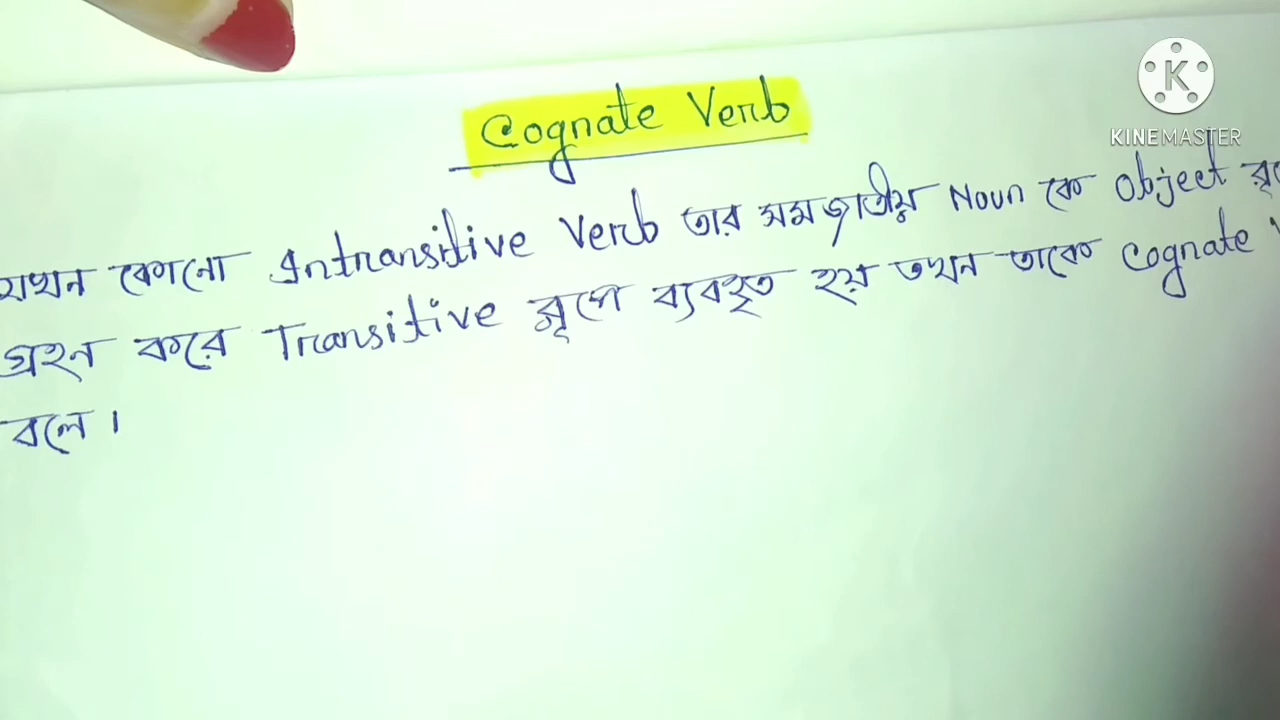 Cognate Verb
K
KINEMASTER
যখন কোনো Intransitive Verb তার সমজাতীয় Noun কে Object
গ্রহন করে Transitive রূপে ব্যবহৃত হয় তখন তাকে Cognate
বলে।